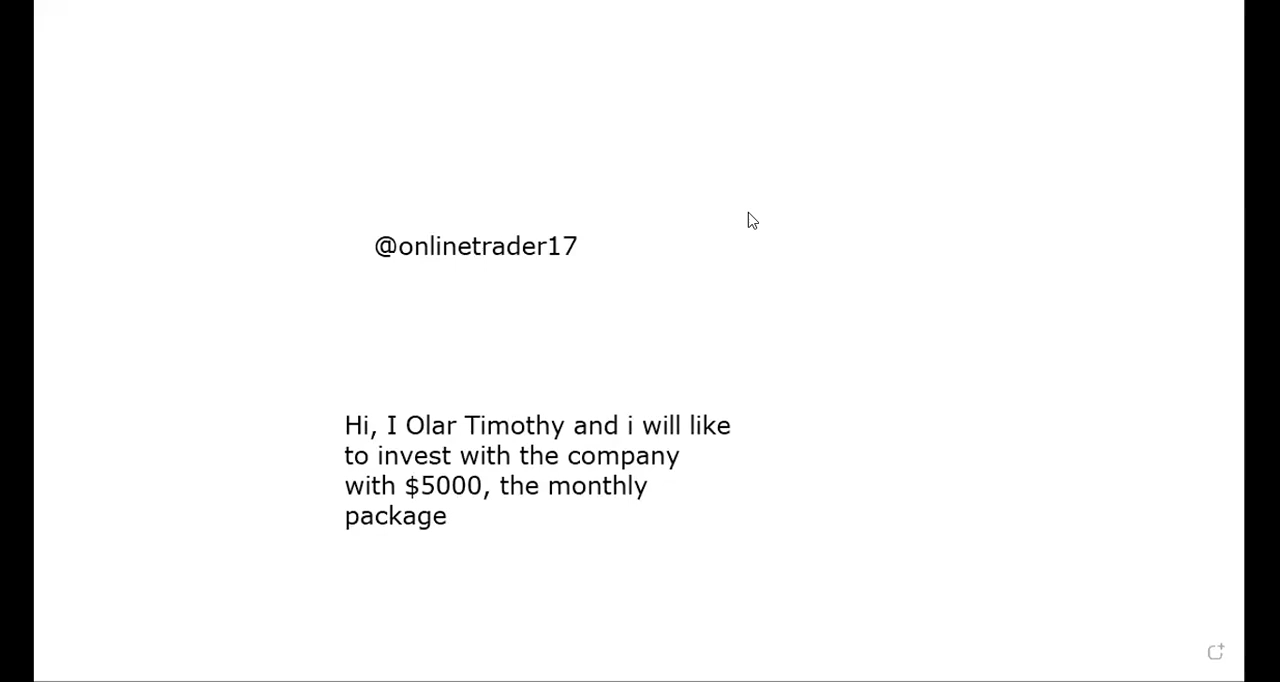 @onlinetrader17
Hi, I Olar Timothy and i will like
to invest with the company
with $5000, the monthly
package